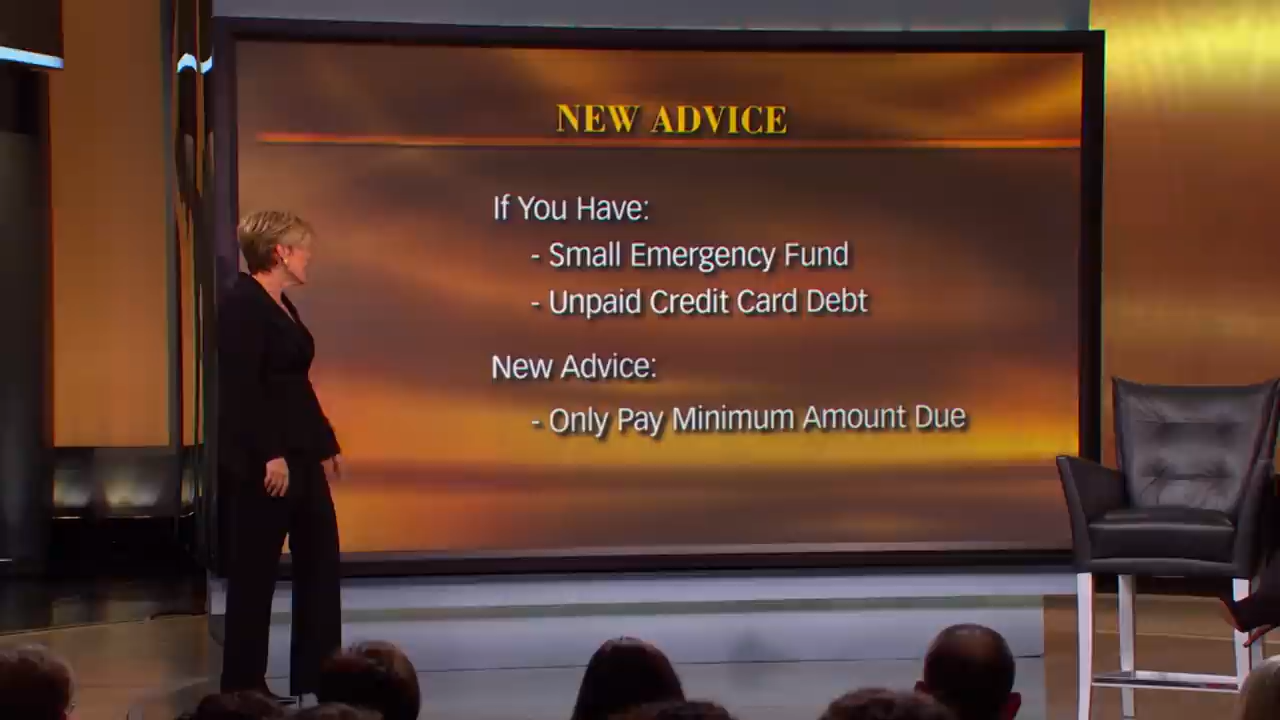 NEW ADVICE
If You Have:
- Small Emergency Fund
- Unpaid Credit Card Debt
New Advice:
- Only Pay Minimum Amount Due